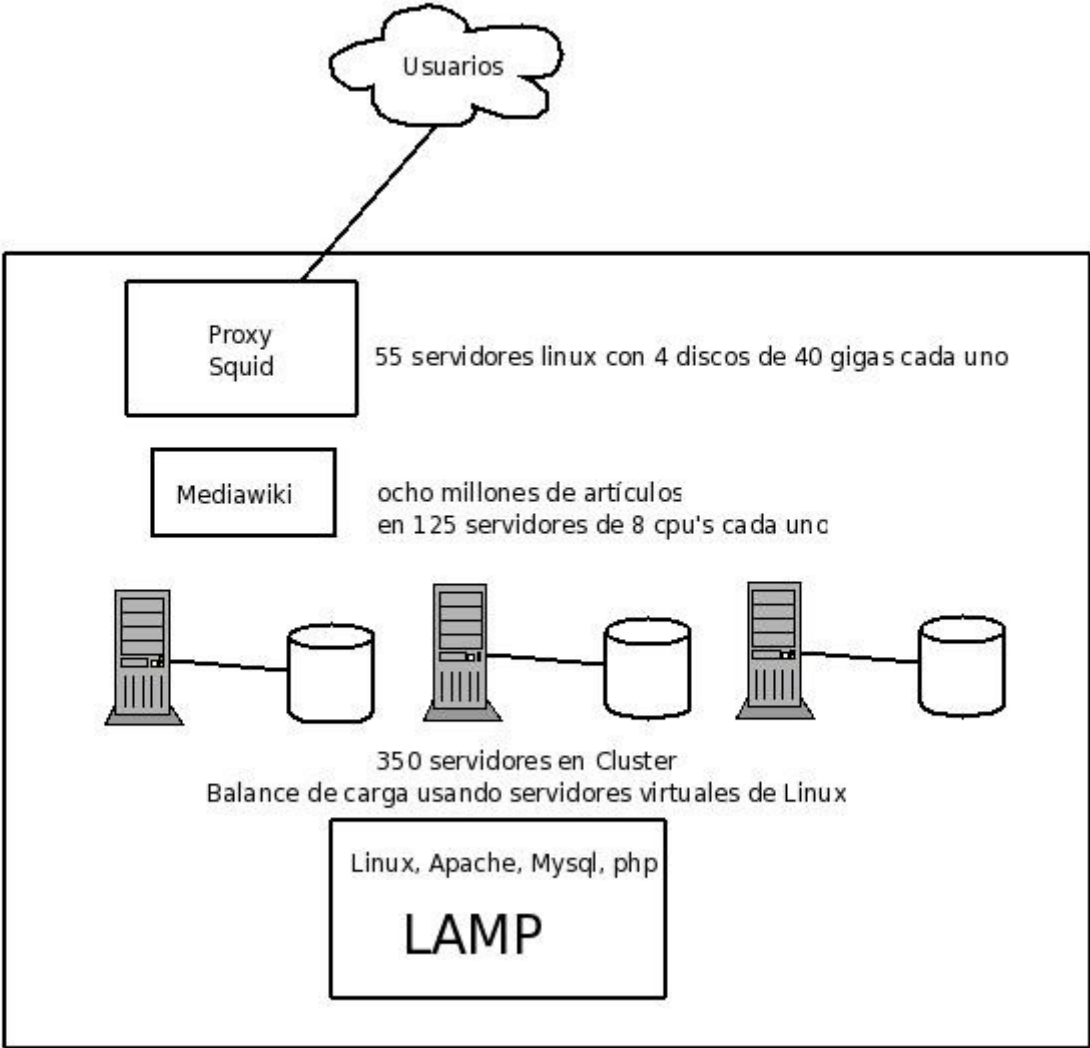 Usuarios
Proxy
Squid
55 servidores linux con 4 discos de 40 gigas cada uno
Mediawiki
ocho millones de artículos
en 125 servidores de 8 cpu's cada uno
350 servidores en Cluster
Balance de carga usando servidores virtuales de Linux
Linux, Apache, Mysql, php
LAMP